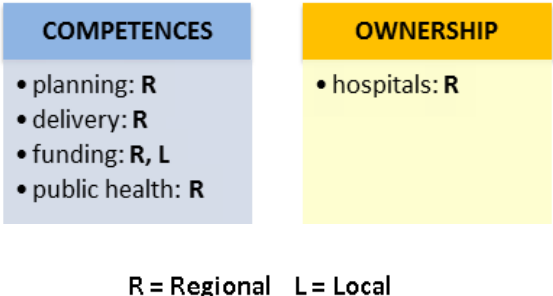 COMPETENCES
• planning: R
• delivery: R
• funding: R, L
• public health: R
OWNERSHIP
• hospitals: R
R = Regional L = Local